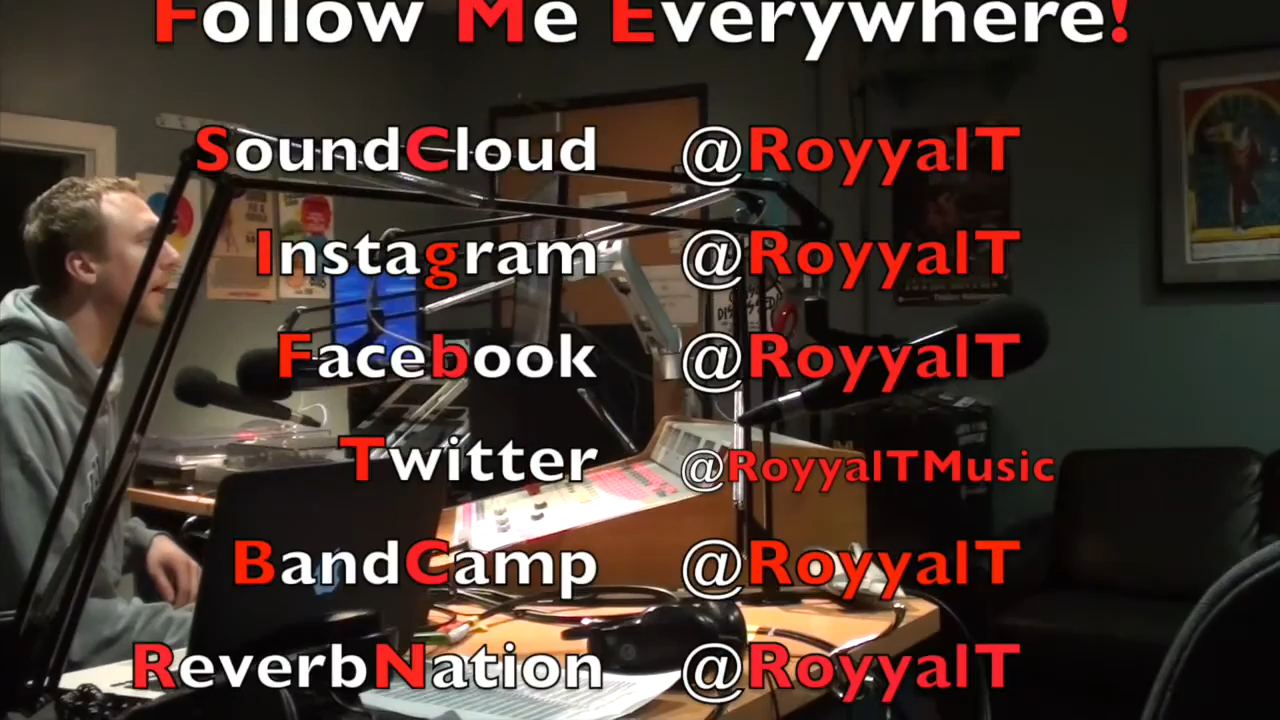 Follow Me Everywhere!
SoundCloud @RoyyalT
Instagram @RoyyalT
Facebook @RoyyalT
Twitter @RoyyalTMusic
BandCamp @RoyyalT
ReverbNation @RoyyalT